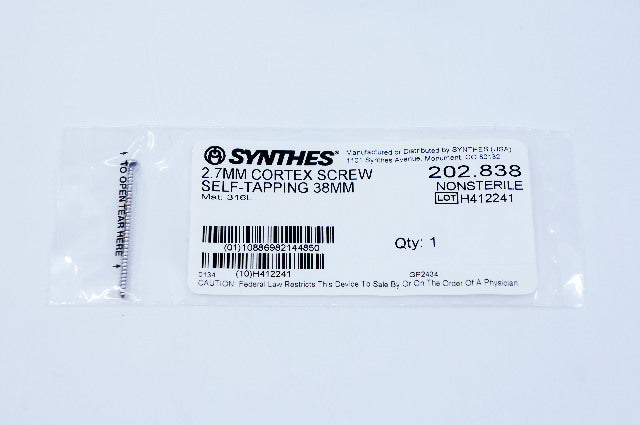 TO OPEN TEAR HERE
SYNTHES®
Manufactured or Distributed by SYNTHES (USA)
1101 Synthes Avenue, Monument, CO 80132
2.7MM CORTEX SCREW
SELF-TAPPING 38MM
Mat: 316L
202.838
NONSTERILE
LOT H412241
(01)10886982144850
Qty: 1
(10)H412241
GP2434
CAUTION: Federal Law Restricts This Device To Sale By Or On The Order Of A Physician.